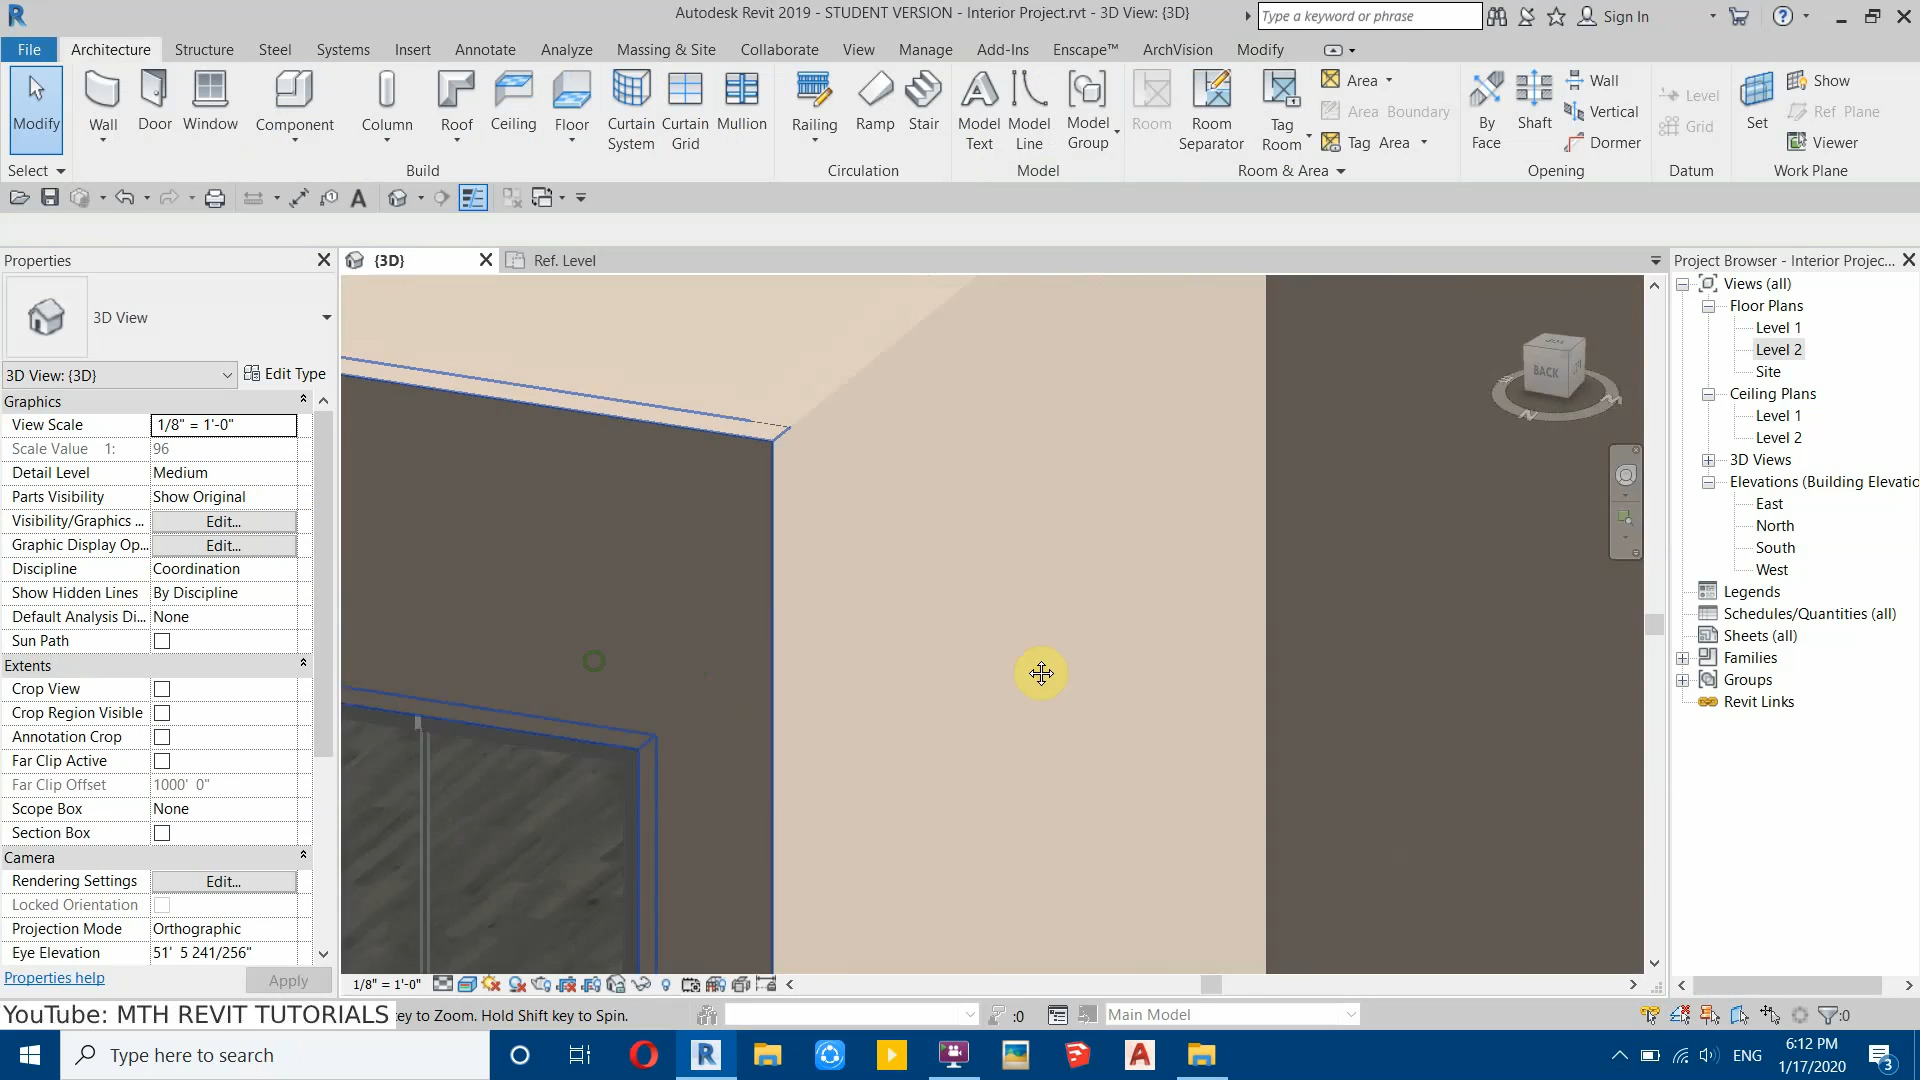 Autodesk Revit 2019 - STUDENT VERSION - Interior Project.rvt - 3D View: {3D}
Type a keyword or phrase
Sign In
File Architecture Structure Steel Systems Insert Annotate Analyze Massing & Site Collaborate View Manage Add-Ins Enscape™ ArchVision Modify
Modify Wall Door Window Component Column Roof Ceiling Floor Curtain System Curtain Grid Mullion Railing Ramp Stair Model Text Model Line Model Group Room Room Separator Tag Room By Face Shaft Set
Area Wall Level Show
Area Boundary Vertical Grid Ref Plane
Tag Area Dormer Viewer
Select Build Circulation Model Room & Area Opening Datum Work Plane
Properties
{3D}
Ref. Level
Project Browser - Interior Projec...
3D View
3D View: {3D}
Edit Type
Graphics
View Scale 1/8" = 1'-0"
Scale Value 1: 96
Detail Level Medium
Parts Visibility Show Original
Visibility/Graphics ... Edit...
Graphic Display Op... Edit...
Discipline Coordination
Show Hidden Lines By Discipline
Default Analysis Di... None
Sun Path
Extents
Crop View
Crop Region Visible
Annotation Crop
Far Clip Active
Far Clip Offset 1000' 0"
Scope Box None
Section Box
Camera
Rendering Settings Edit...
Locked Orientation
Projection Mode Orthographic
Eye Elevation 51' 5 241/256"
Properties help
Apply
BACK
Views (all)
Floor Plans
Level 1
Level 2
Site
Ceiling Plans
Level 1
Level 2
3D Views
Elevations (Building Elevatio
East
North
South
West
Legends
Schedules/Quantities (all)
Sheets (all)
Families
Groups
Revit Links
1/8" = 1'-0"
YouTube: MTH REVIT TUTORIALS
key to Zoom. Hold Shift key to Spin.
:0
Main Model
:0
Type here to search
ENG
6:12 PM
1/17/2020
3